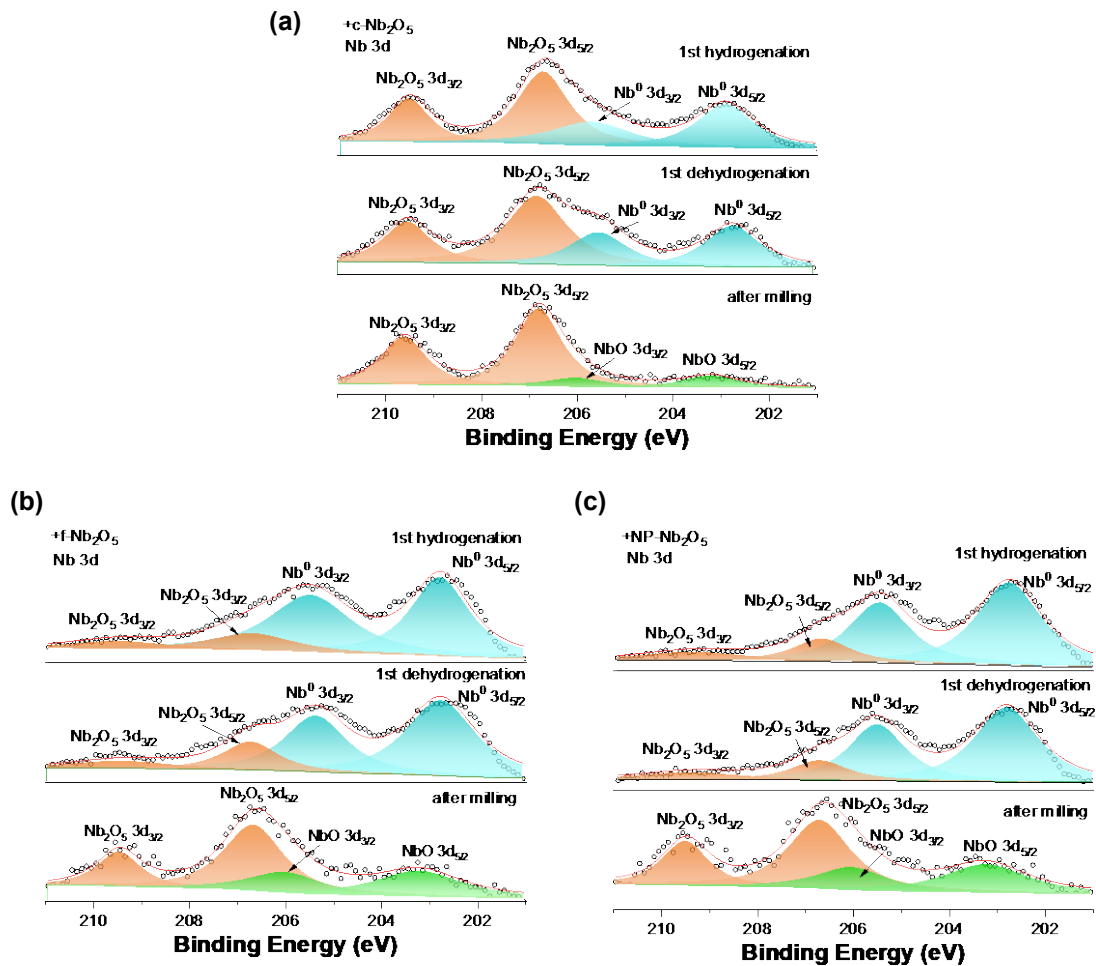 (a)
+c-Nb₂O₅
Nb 3d
1st hydrogenation
Nb₂O₅ 3d₅/₂
Nb₂O₅ 3d₃/₂
Nb⁰ 3d₃/₂
Nb⁰ 3d₅/₂
1st dehydrogenation
Nb₂O₅ 3d₅/₂
Nb₂O₅ 3d₃/₂
Nb⁰ 3d₃/₂
Nb⁰ 3d₅/₂
after milling
Nb₂O₅ 3d₅/₂
Nb₂O₅ 3d₃/₂
NbO 3d₃/₂
NbO 3d₅/₂
210 208 206 204 202
Binding Energy (eV)
(b)
+f-Nb₂O₅
Nb 3d
1st hydrogenation
Nb⁰ 3d₅/₂
Nb⁰ 3d₃/₂
Nb₂O₅ 3d₃/₂
Nb₂O₅ 3d₃/₂
1st dehydrogenation
Nb⁰ 3d₃/₂
Nb⁰ 3d₅/₂
Nb₂O₅ 3d₅/₂
Nb₂O₅ 3d₃/₂
after milling
Nb₂O₅ 3d₅/₂
Nb₂O₅ 3d₃/₂
NbO 3d₃/₂
NbO 3d₅/₂
210 208 206 204 202
Binding Energy (eV)
(c)
+NP-Nb₂O₅
Nb 3d
1st hydrogenation
Nb⁰ 3d₃/₂
Nb⁰ 3d₅/₂
Nb₂O₅ 3d₅/₂
Nb₂O₅ 3d₃/₂
1st dehydrogenation
Nb⁰ 3d₃/₂
Nb⁰ 3d₅/₂
Nb₂O₅ 3d₅/₂
Nb₂O₅ 3d₃/₂
after milling
Nb₂O₅ 3d₅/₂
Nb₂O₅ 3d₃/₂
NbO 3d₃/₂
NbO 3d₅/₂
210 208 206 204 202
Binding Energy (eV)